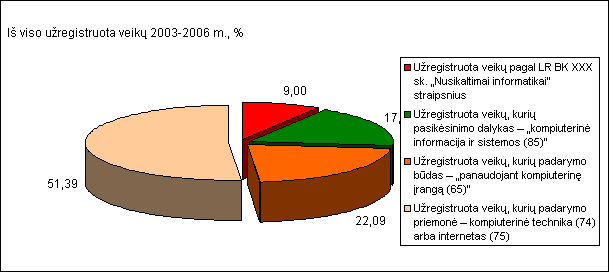 Iš viso užregistruota veikų 2003-2006 m., %
9,00
17,
22,09
51,39
Užregistruota veikų pagal LR BK XXX
sk. „Nusikaltimai informatikai”
straipsnius
Užregistruota veikų, kurių
pasikėsinimo dalykas – „kompiuterinė
informacija ir sistemos (85)”
Užregistruota veikų, kurių padarymo
būdas – „panaudojant kompiuterinę
įrangą (65)”
Užregistruota veikų, kurių padarymo
priemonė – kompiuterinė technika (74)
arba internetas (75)